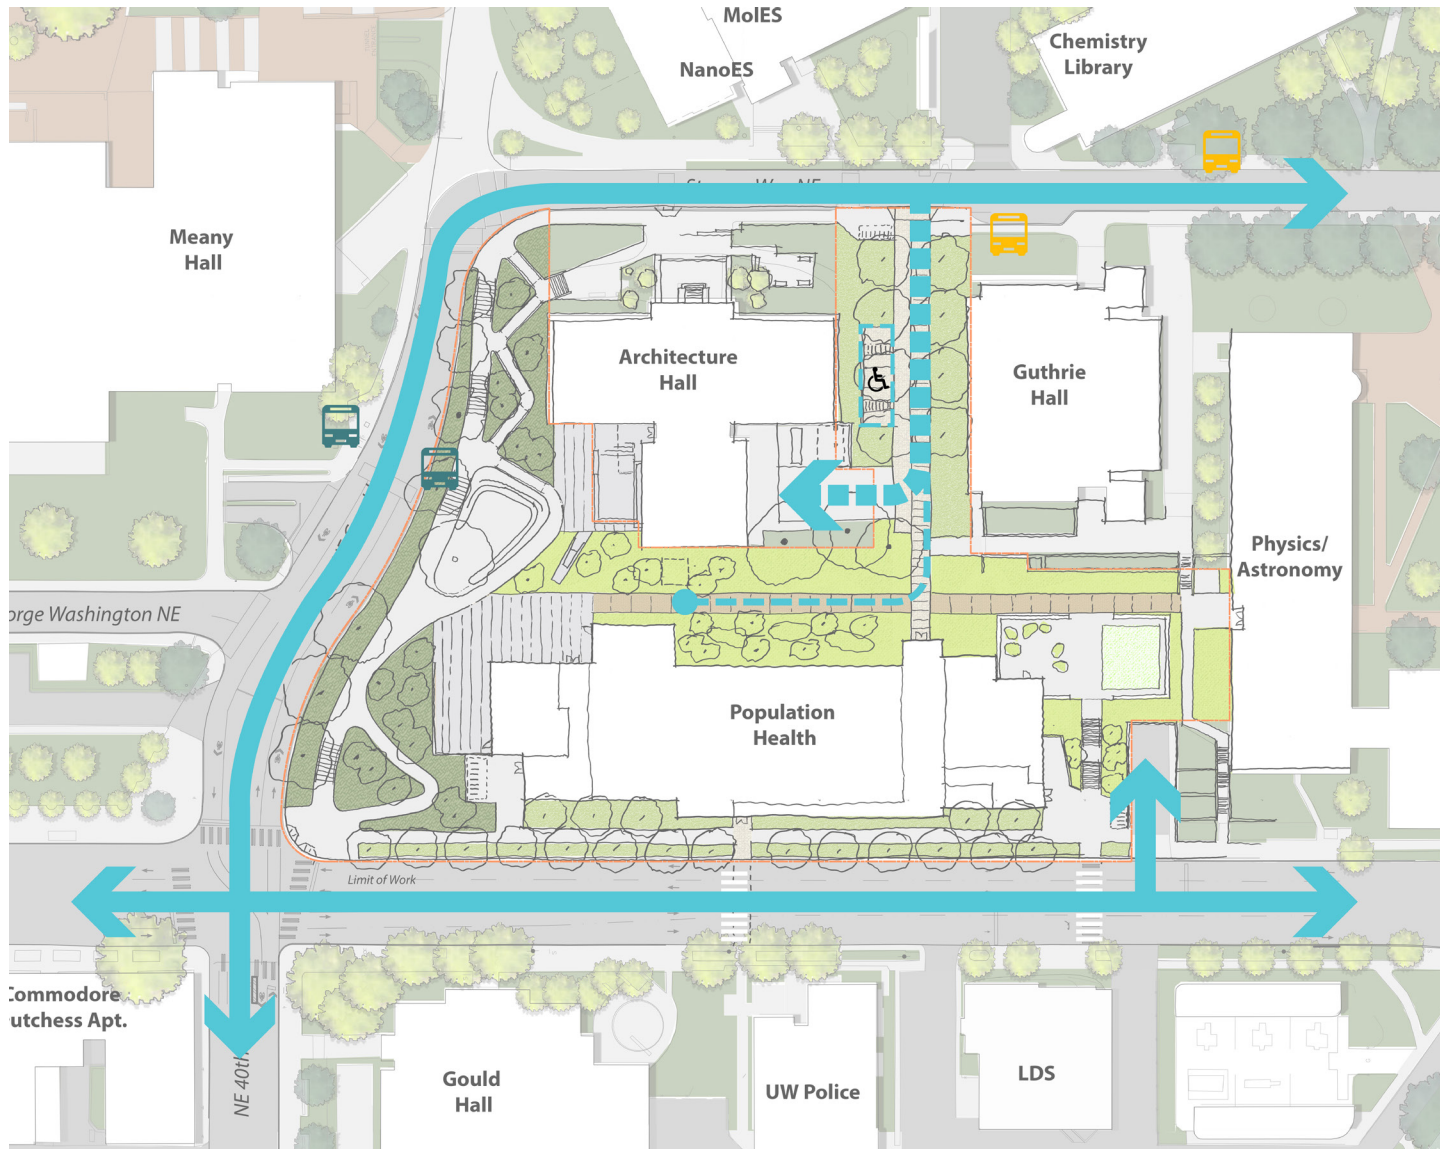 MolES
NanoES
Chemistry
Library
Meany
Hall
Architecture
Hall
Guthrie
Hall
Physics/
Astronomy
orge Washington NE
Population
Health
Limit of Work
Commodore
utchess Apt.
NE 40th
Gould
Hall
UW Police
LDS